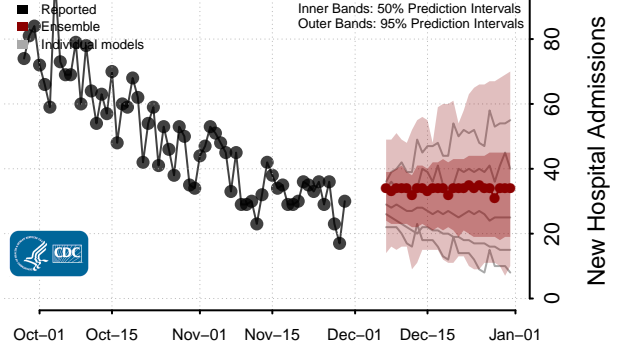 Reported
Ensemble
Individual models
Inner Bands: 50% Prediction Intervals
Outer Bands: 95% Prediction Intervals
80
60
40
20
0
New Hospital Admissions
CDC
Oct−01 Oct−15 Nov−01 Nov−15 Dec−01 Dec−15 Jan−01